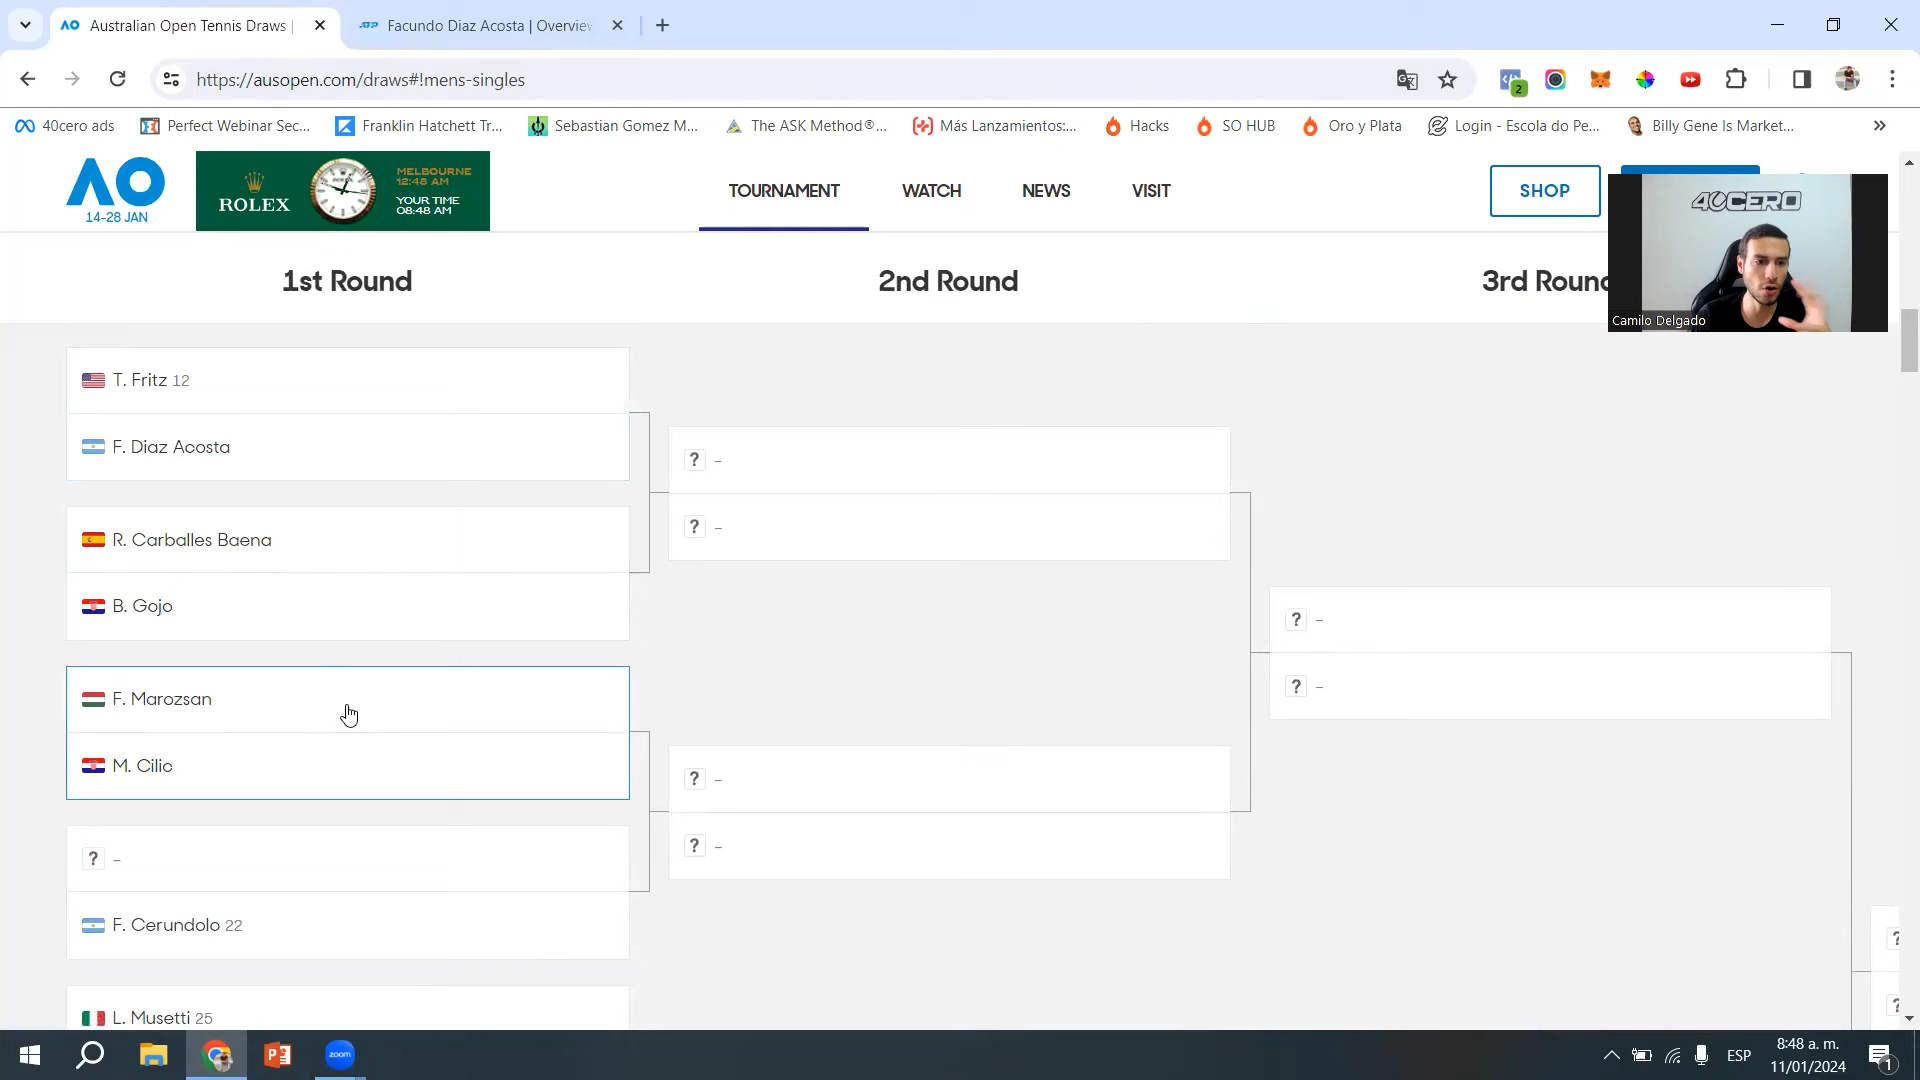 Australian Open Tennis Draws |
Facundo Diaz Acosta | Overview
https://ausopen.com/draws#!mens-singles
2
40cero ads
Perfect Webinar Sec...
Franklin Hatchett Tr...
Sebastian Gomez M...
The ASK Method®...
Más Lanzamientos:...
Hacks
SO HUB
Oro y Plata
Login - Escola do Pe...
Billy Gene Is Market...
»
AO
14-28 JAN
ROLEX
MELBOURNE
12:48 AM
YOUR TIME
08:48 AM
TOURNAMENT
WATCH
NEWS
VISIT
SHOP
40CERO
Camilo Delgado
1st Round
2nd Round
3rd Round
T. Fritz 12
F. Diaz Acosta
R. Carballes Baena
B. Gojo
F. Marozsan
M. Cilic
? –
F. Cerundolo 22
L. Musetti 25
? –
? –
? –
? –
? –
? –
?
?
zoom
ESP
8:48 a. m.
11/01/2024
1